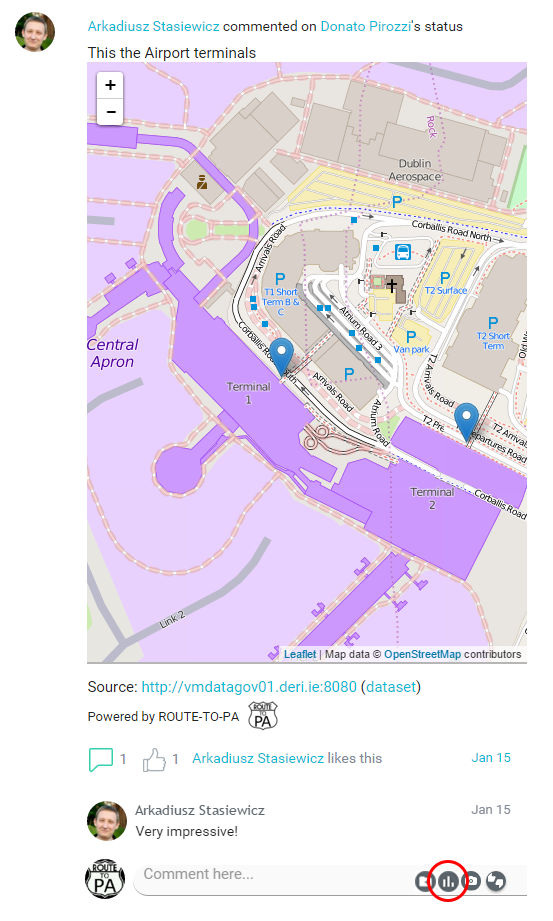 Arkadiusz Stasiewicz commented on Donato Pirozzi's status
This the Airport terminals
+
−
Rock
Dublin
Aerospace
P
Corballis Road North
Arrivals Road
P
T1 Short
Term B &
C
P
T2 Surface
Atrium Road 3
P
Van park
P
T2 Short
Term
Central
Apron
Corballis Road South
Arrivals Road
P
T2 Arrivals Road
Terminal
1
Atrium Road
Departures Road
T2 Arrivals
Terminal
2
Corballis Road
Link 2
Leaflet | Map data © OpenStreetMap contributors
Source: http://vmdatagov01.deri.ie:8080 (dataset)
Powered by ROUTE-TO-PA ROUTE TO PA
1 1 Arkadiusz Stasiewicz likes this Jan 15
Arkadiusz Stasiewicz Jan 15
Very impressive!
ROUTE TO PA Comment here...